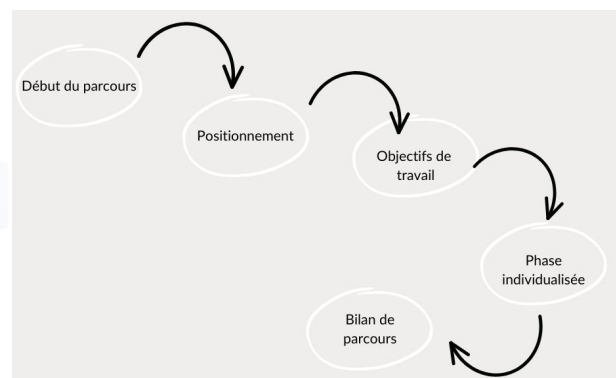 Début du parcours
Positionnement
Objectifs de
travail
Phase
individualisée
Bilan de
parcours